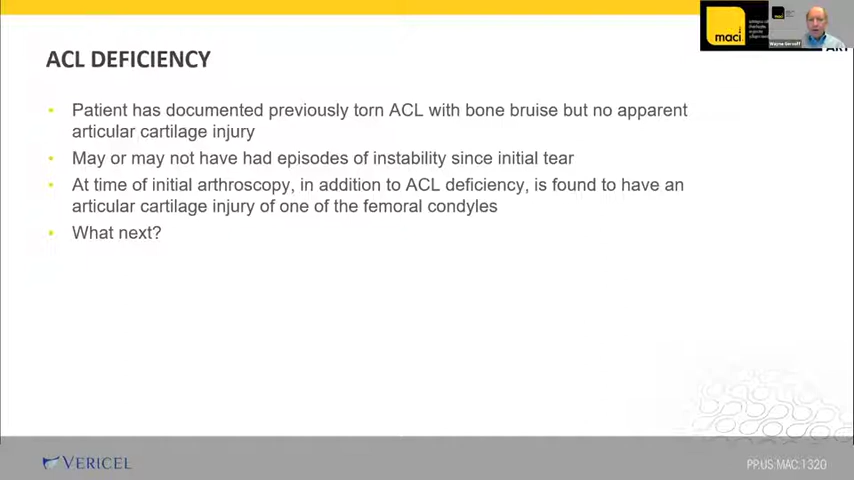 maci
ACL DEFICIENCY
• Patient has documented previously torn ACL with bone bruise but no apparent
articular cartilage injury
• May or may not have had episodes of instability since initial tear
• At time of initial arthroscopy, in addition to ACL deficiency, is found to have an
articular cartilage injury of one of the femoral condyles
• What next?
VERICEL
PP.US.MAC.1320